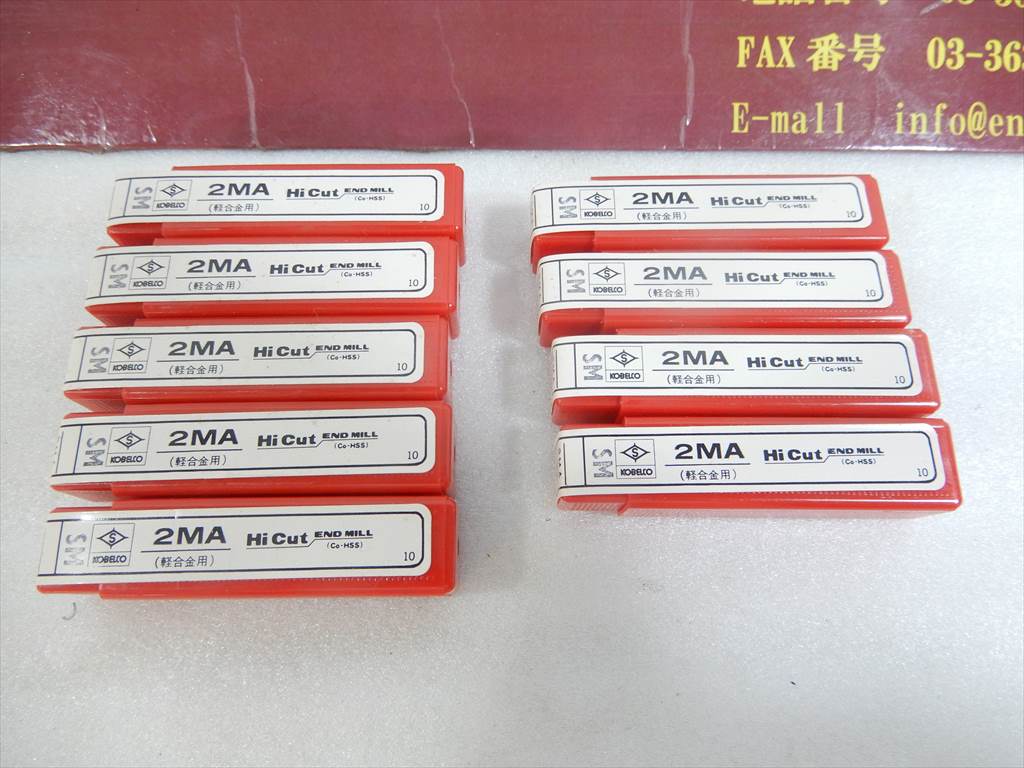 FAX 番号 03-36
E-mall info@en
SM S KOBELCO 2MA Hi Cut END MILL
(軽合金用) (Co-HSS) 10
SM S KOBELCO 2MA Hi Cut END MILL
(軽合金用) (Co-HSS) 10
SM S KOBELCO 2MA Hi Cut END MILL
(軽合金用) (Co-HSS) 10
SM S KOBELCO 2MA Hi Cut END MILL
(軽合金用) (Co-HSS) 10
SM S KOBELCO 2MA Hi Cut END MILL
(軽合金用) (Co-HSS) 10
SM S KOBELCO 2MA Hi Cut END MILL
(軽合金用) (Co-HSS) 10
SM S KOBELCO 2MA Hi Cut END MILL
(軽合金用) (Co-HSS) 10
SM S KOBELCO 2MA Hi Cut END MILL
(軽合金用) (Co-HSS) 10
SM S KOBELCO 2MA Hi Cut END MILL
(軽合金用) (Co-HSS) 10